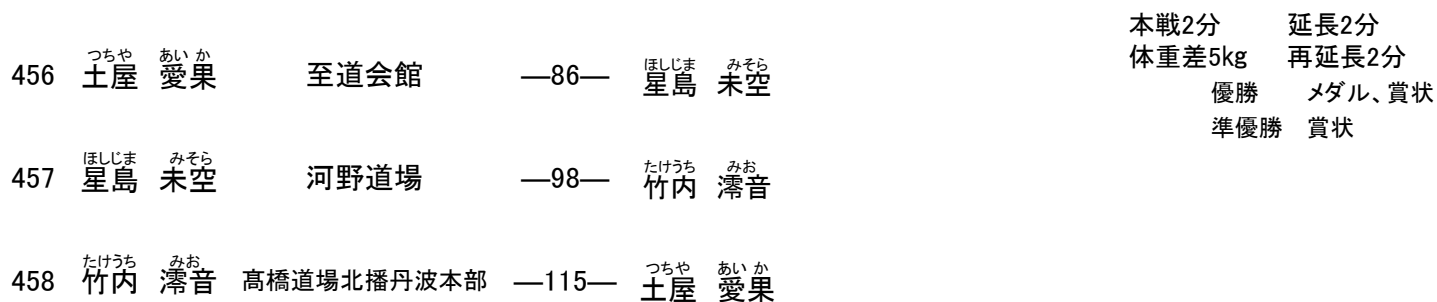 本戦2分 延長2分
体重差5kg 再延長2分
優勝 メダル、賞状
準優勝 賞状
つちや あいか ほしじま みそら
456 土屋 愛果 至道会館 —86— 星島 未空
ほしじま みそら たけうち みお
457 星島 未空 河野道場 —98— 竹内 澪音
たけうち みお つちや あいか
458 竹内 澪音 髙橋道場北播丹波本部 —115— 土屋 愛果